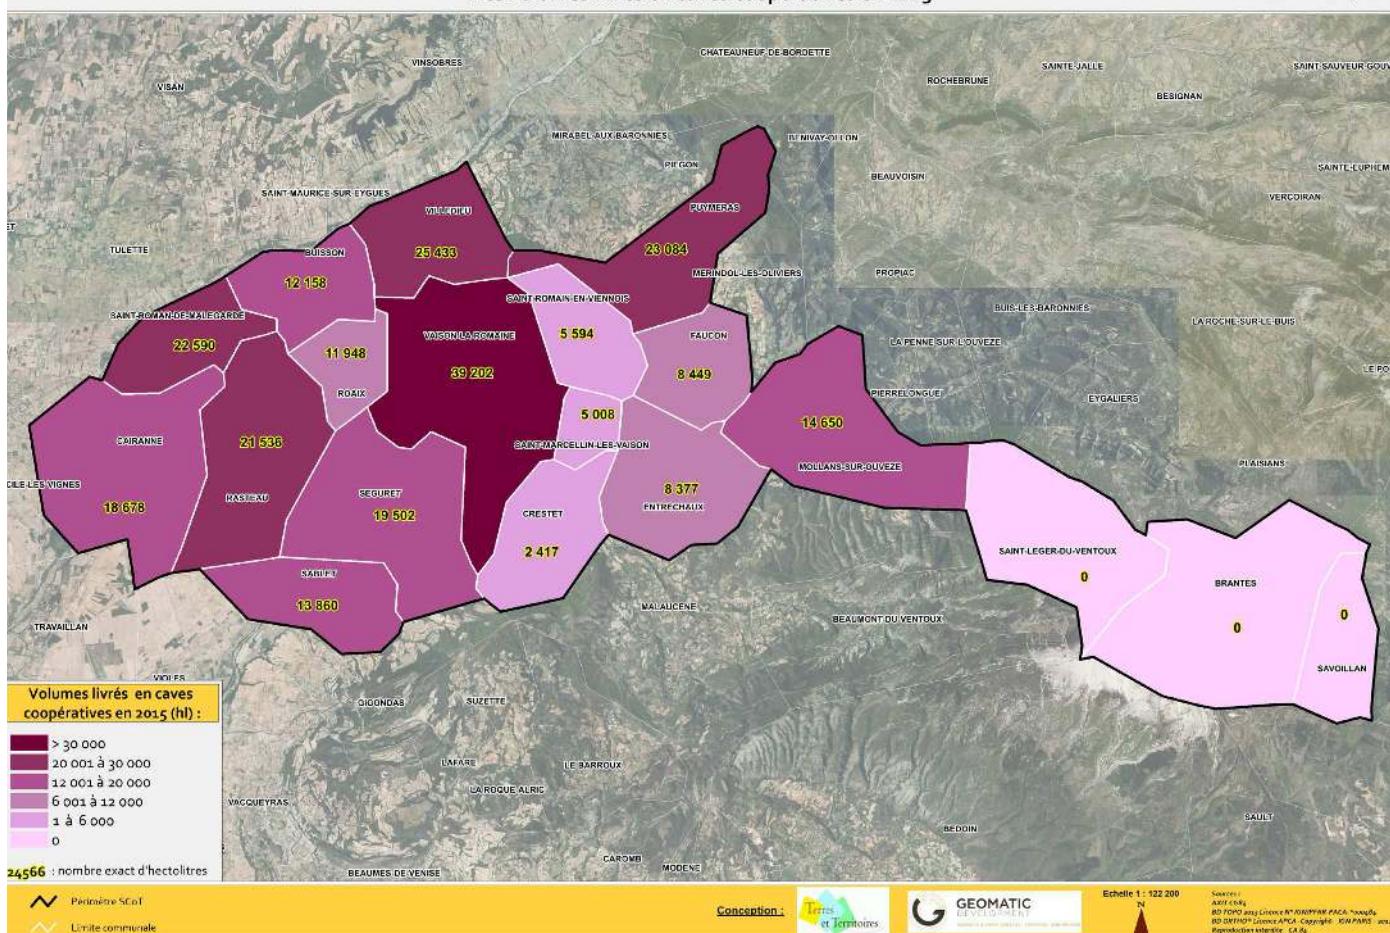 CHATEAUNEUF-DE-BORDETTE
VINSOBRES
SAINTE-JALLE
VISAN
ROCHEBRUNE
BESIGNAN
MIRABEL-AUX-BARONNIES
BENIVAY-OLLON
PIEGON
BEAUVOISIN
SAINT-MAURICE-SUR-EYGUES
VERCOIRAN
PUYMERAS
VILLEDIEU
23 084
25 433
TULETTE
BUISSON
12 158
MERINDOL-LES-OLIVIERS
PROPIAC
SAINT-ROMAIN-EN-VIENNOIS
BUIS-LES-BARONNIES
SAINT-ROMAN-DE-MALEGARDE
LA ROCHE-SUR-LE-BUIS
VAISON-LA-ROMAINE
5 594
FAUCON
LA PENNE-SUR-L'OUVEZE
22 590
11 948
39 202
8 449
ROAIX
PIERRELONGUE
EYGALIERS
5 008
14 650
CAIRANNE
21 536
SAINT-MARCELLIN-LES-VAISON
MOLLANS-SUR-OUVEZE
PLAISIANS
CILE-LES-VIGNES
RASTEAU
SEGURET
8 377
18 678
19 502
CRESTET
ENTRECHAUX
2 417
SAINT-LEGER-DU-VENTOUX
0
BRANTES
SABLET
13 860
MALAUCENE
BEAUMONT-DU-VENTOUX
0
0
TRAVAILLAN
SAVOILLAN
VIOLES
GIGONDAS
SUZETTE
LAFARE
LE BARROUX
LA ROQUE ALRIC
VACQUEYRAS
SAULT
BEDOIN
CAROMB
MODENE
BEAUMES DE VENISE
Volumes livrés en caves
coopératives en 2015 (hl) :
> 30 000
20 001 à 30 000
12 001 à 20 000
6 001 à 12 000
1 à 6 000
0
24566 : nombre exact d'hectolitres
Périmètre SCoT
Limite communale
Conception :
Terres
et Territoires
GEOMATIC
DEVELOPMENT
Echelle 1 : 122 200
N
Sources :